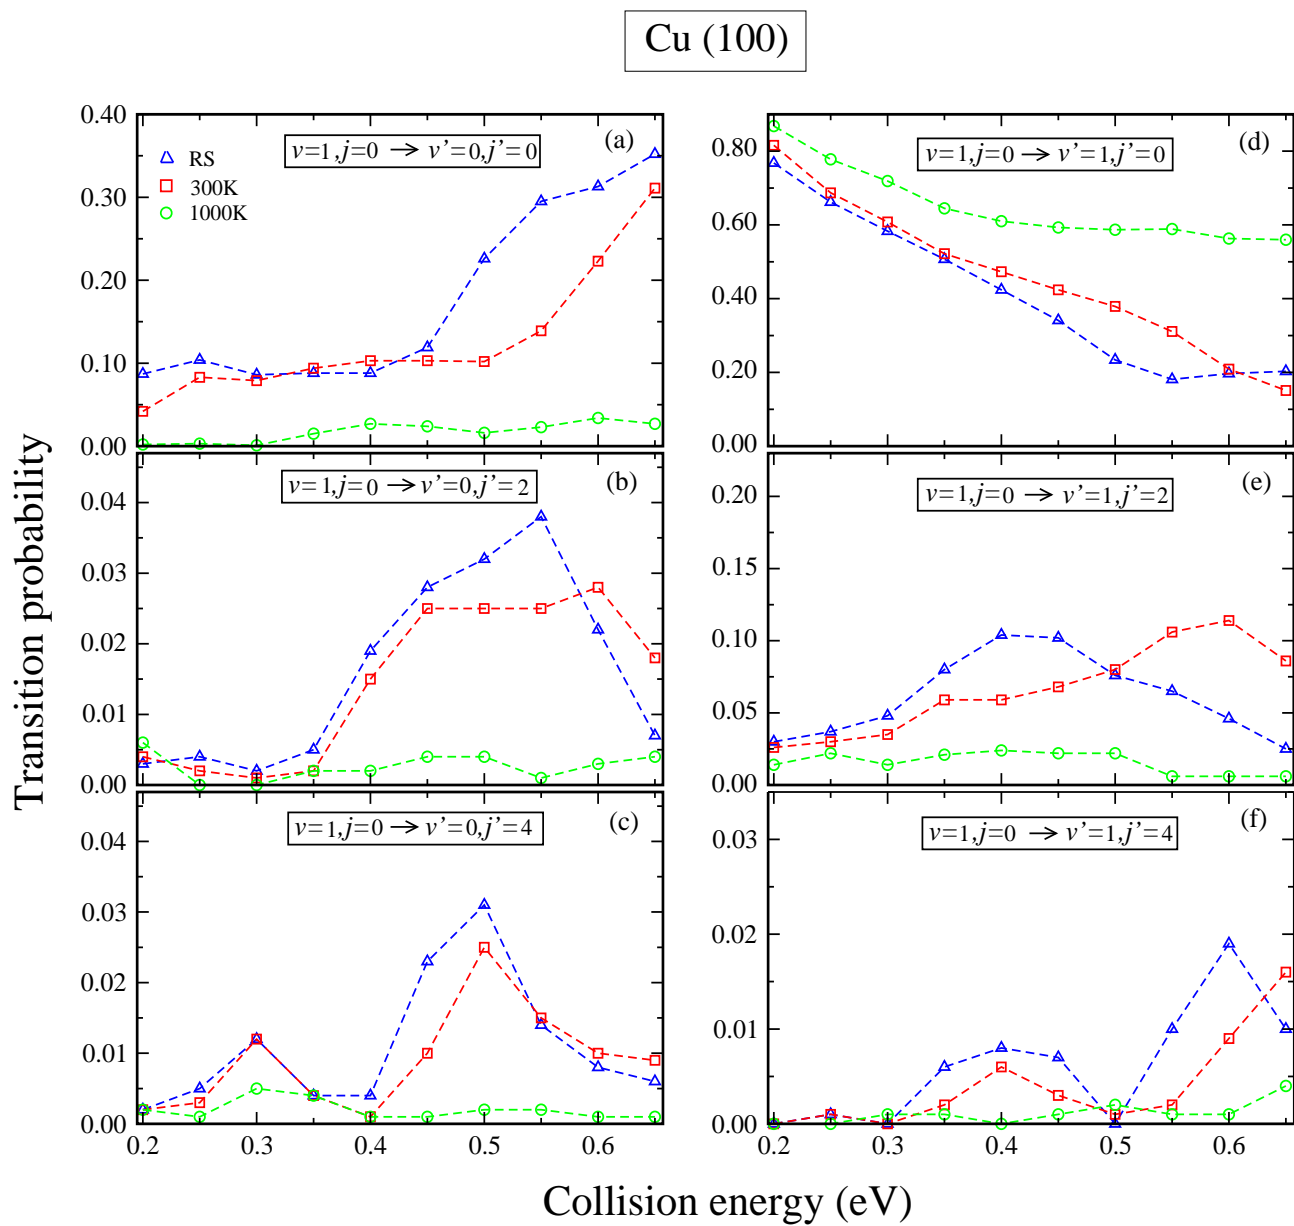 Cu (100)
Transition probability
0.40
0.30
0.20
0.10
0.00
(a)
v=1,j=0 → v’=0,j’=0
RS
300K
1000K
0.04
0.03
0.02
0.01
0.00
(b)
v=1,j=0 → v’=0,j’=2
0.04
0.03
0.02
0.01
0.00
(c)
v=1,j=0 → v’=0,j’=4
0.2 0.3 0.4 0.5 0.6
0.80
0.60
0.40
0.20
0.00
(d)
v=1,j=0 → v’=1,j’=0
0.20
0.15
0.10
0.05
0.00
(e)
v=1,j=0 → v’=1,j’=2
0.03
0.02
0.01
0.00
(f)
v=1,j=0 → v’=1,j’=4
0.2 0.3 0.4 0.5 0.6
Collision energy (eV)